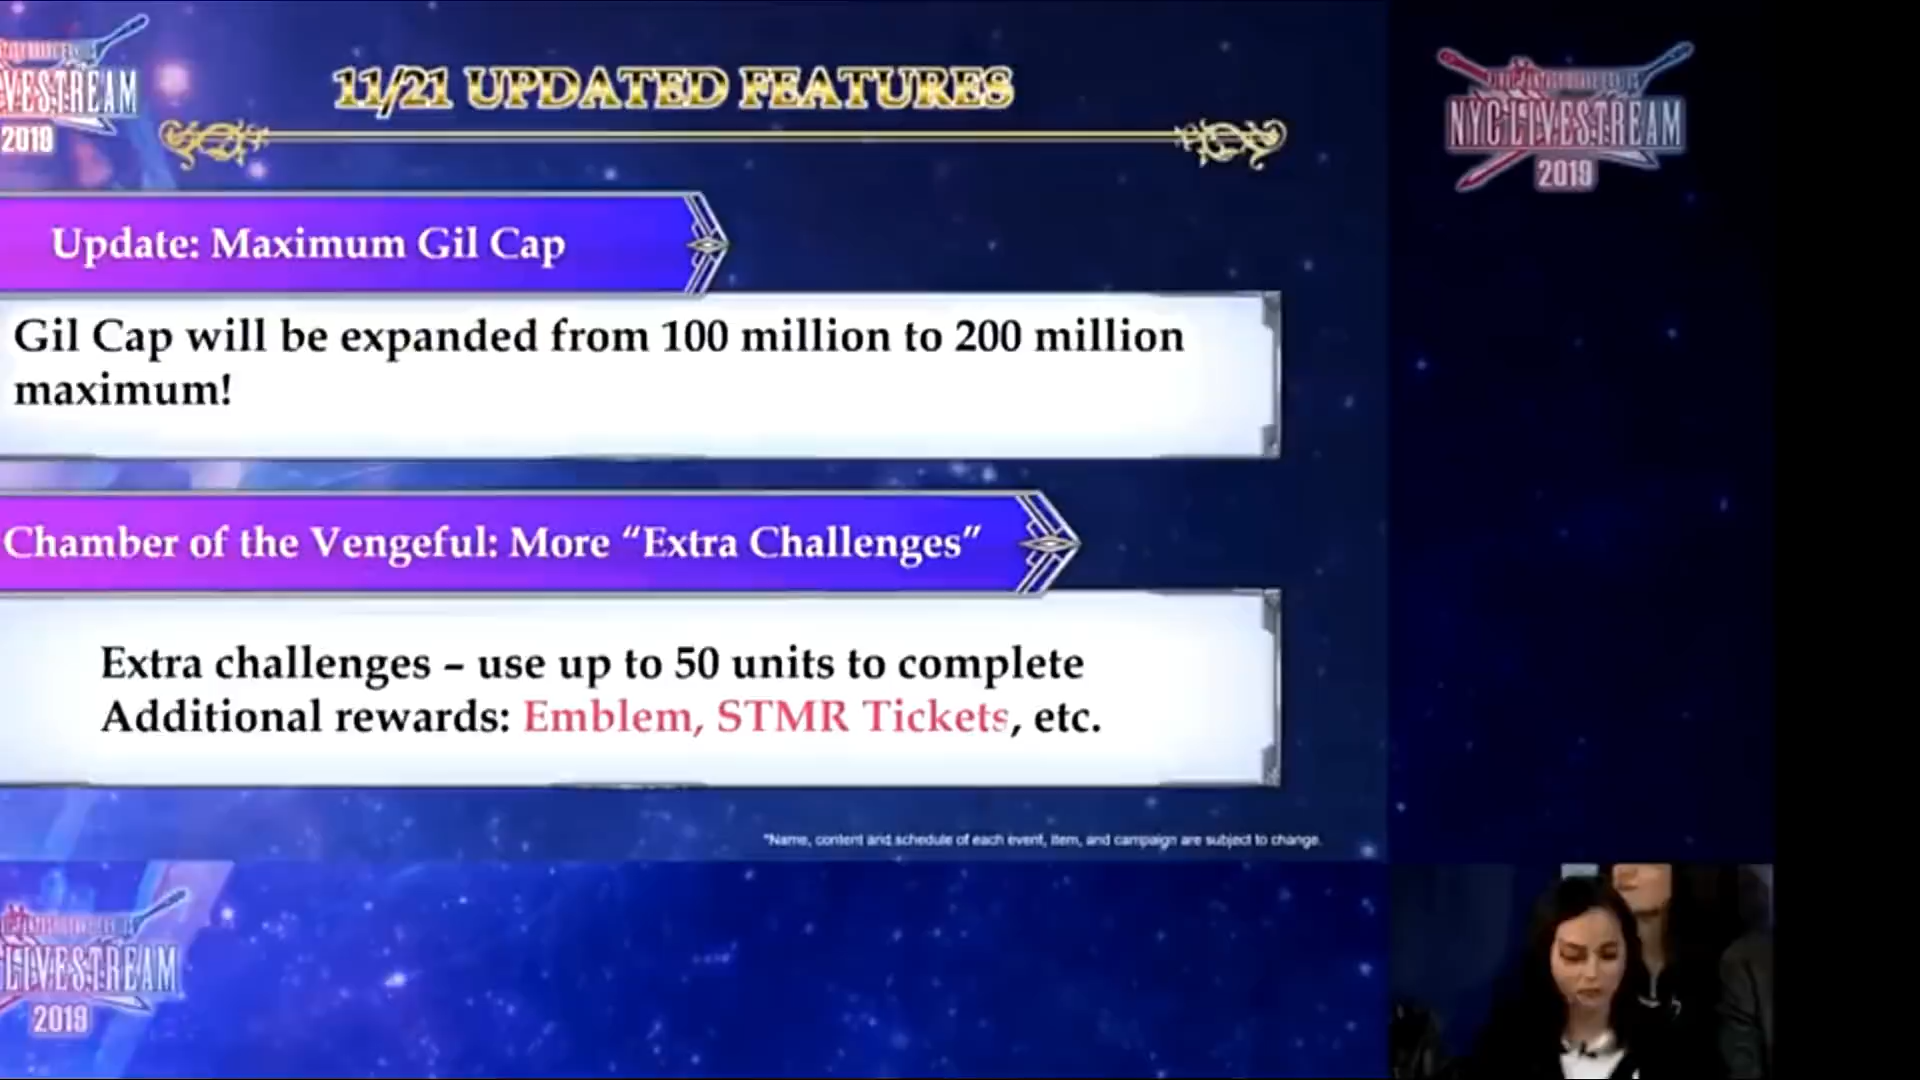 VESTREAM
2019
11/21 UPDATED FEATURES
NYC LIVESTREAM
2019
Update: Maximum Gil Cap
Gil Cap will be expanded from 100 million to 200 million
maximum!
Chamber of the Vengeful: More “Extra Challenges”
Extra challenges – use up to 50 units to complete
Additional rewards: Emblem, STMR Tickets, etc.
*Name, content and schedule of each event, item, and campaign are subject to change.
LIVESTREAM
2019